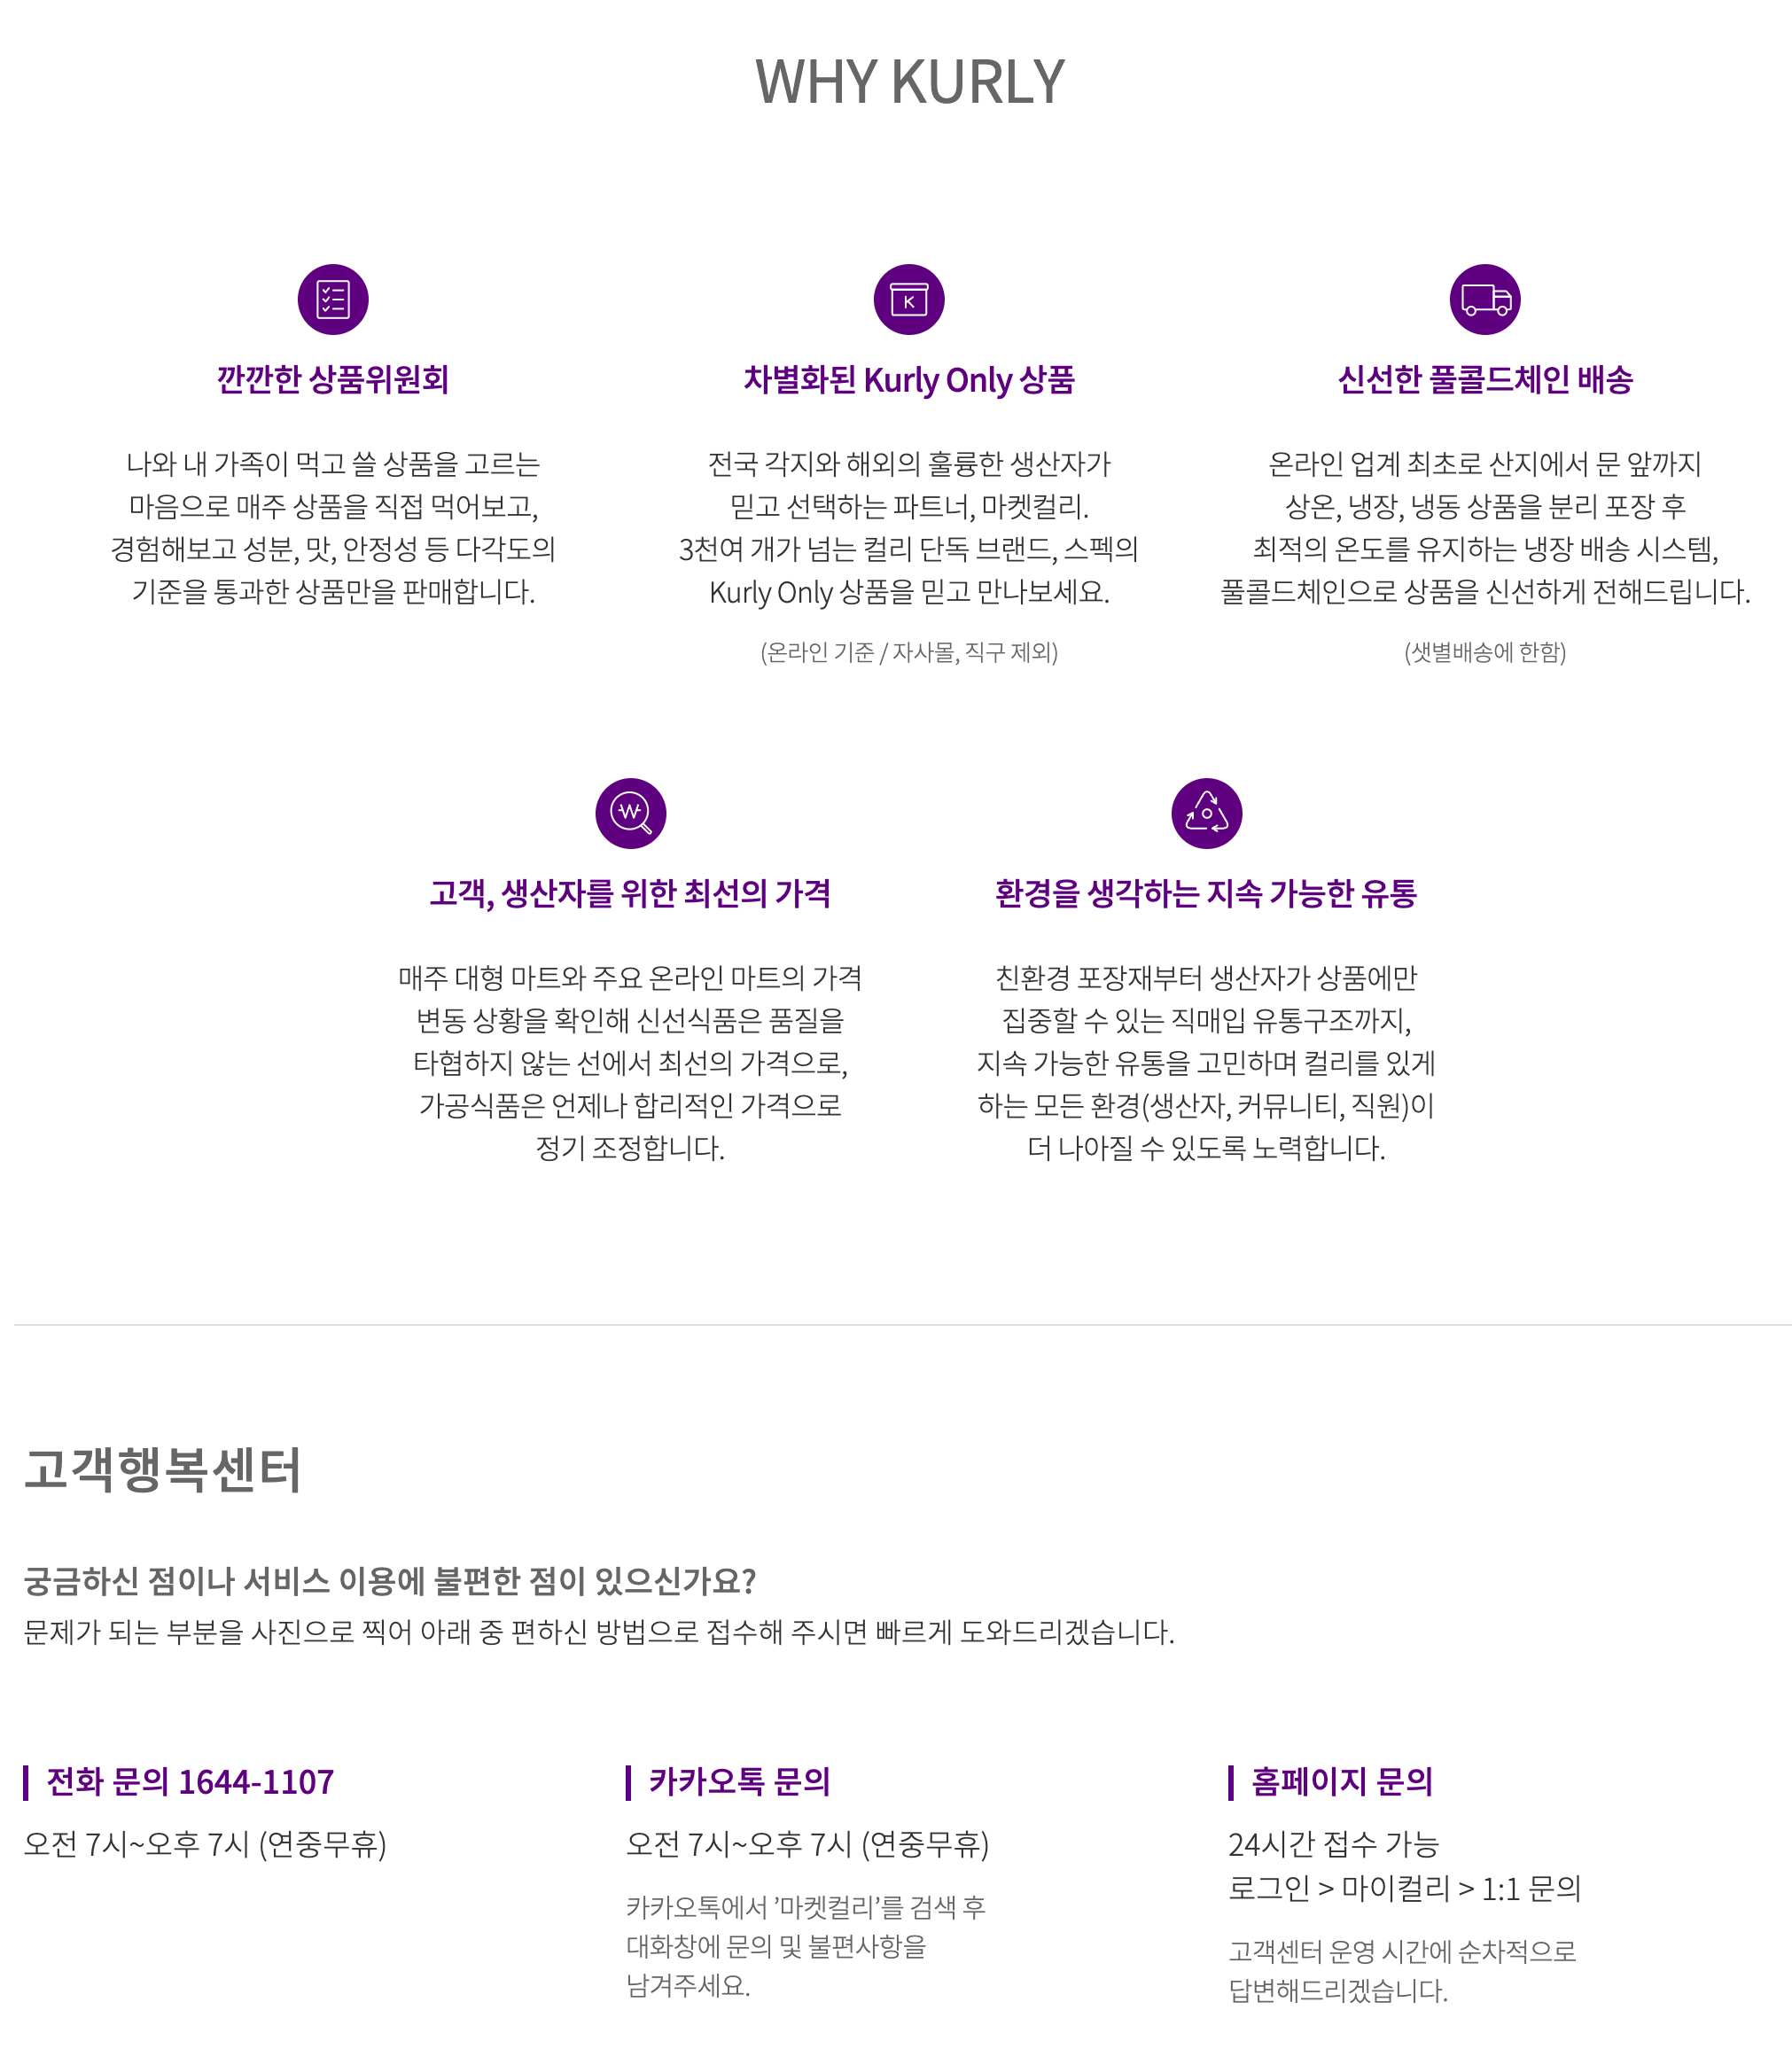 WHY KURLY
깐깐한 상품위원회
나와 내 가족이 먹고 쓸 상품을 고르는
마음으로 매주 상품을 직접 먹어보고,
경험해보고 성분, 맛, 안정성 등 다각도의
기준을 통과한 상품만을 판매합니다.
K
차별화된 Kurly Only 상품
전국 각지와 해외의 훌륭한 생산자가
믿고 선택하는 파트너, 마켓컬리.
3천여 개가 넘는 컬리 단독 브랜드, 스펙의
Kurly Only 상품을 믿고 만나보세요.
(온라인 기준 / 자사몰, 직구 제외)
신선한 풀콜드체인 배송
온라인 업계 최초로 산지에서 문 앞까지
상온, 냉장, 냉동 상품을 분리 포장 후
최적의 온도를 유지하는 냉장 배송 시스템,
풀콜드체인으로 상품을 신선하게 전해드립니다.
(샛별배송에 한함)
₩
고객, 생산자를 위한 최선의 가격
매주 대형 마트와 주요 온라인 마트의 가격
변동 상황을 확인해 신선식품은 품질을
타협하지 않는 선에서 최선의 가격으로,
가공식품은 언제나 합리적인 가격으로
정기 조정합니다.
환경을 생각하는 지속 가능한 유통
친환경 포장재부터 생산자가 상품에만
집중할 수 있는 직매입 유통구조까지,
지속 가능한 유통을 고민하며 컬리를 있게
하는 모든 환경(생산자, 커뮤니티, 직원)이
더 나아질 수 있도록 노력합니다.
고객행복센터
궁금하신 점이나 서비스 이용에 불편한 점이 있으신가요?
문제가 되는 부분을 사진으로 찍어 아래 중 편하신 방법으로 접수해 주시면 빠르게 도와드리겠습니다.
전화 문의 1644-1107
오전 7시~오후 7시 (연중무휴)
카카오톡 문의
오전 7시~오후 7시 (연중무휴)
카카오톡에서 ’마켓컬리’를 검색 후
대화창에 문의 및 불편사항을
남겨주세요.
홈페이지 문의
24시간 접수 가능
로그인 > 마이컬리 > 1:1 문의
고객센터 운영 시간에 순차적으로
답변해드리겠습니다.